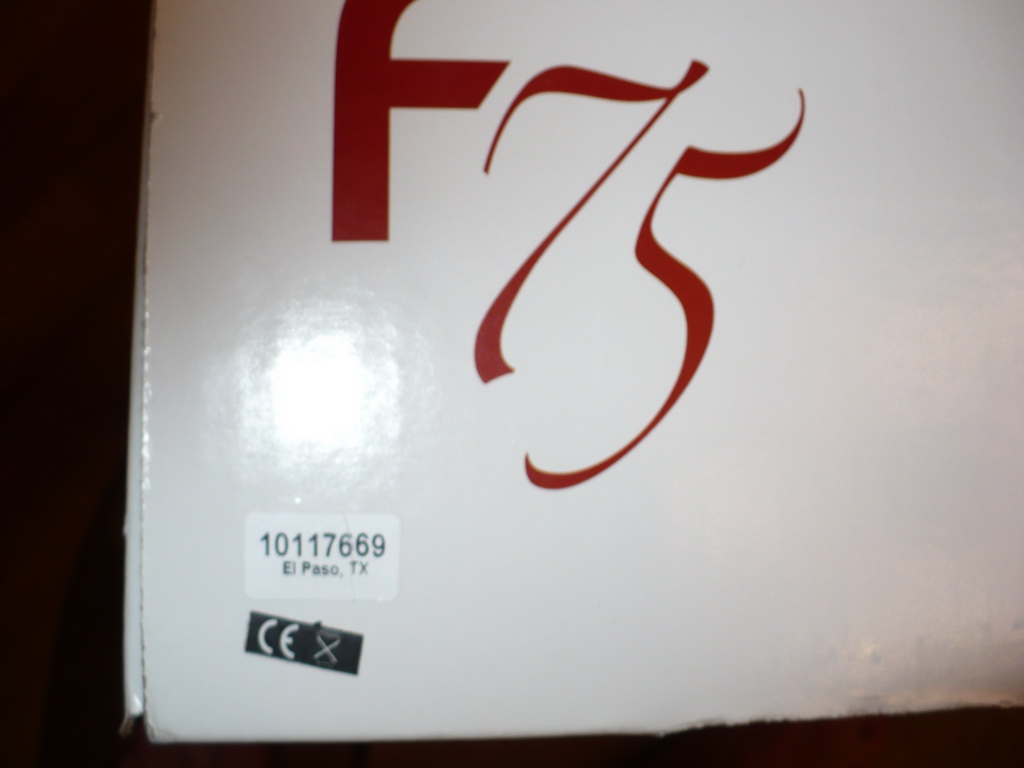 F75
10117669
El Paso, TX
CE